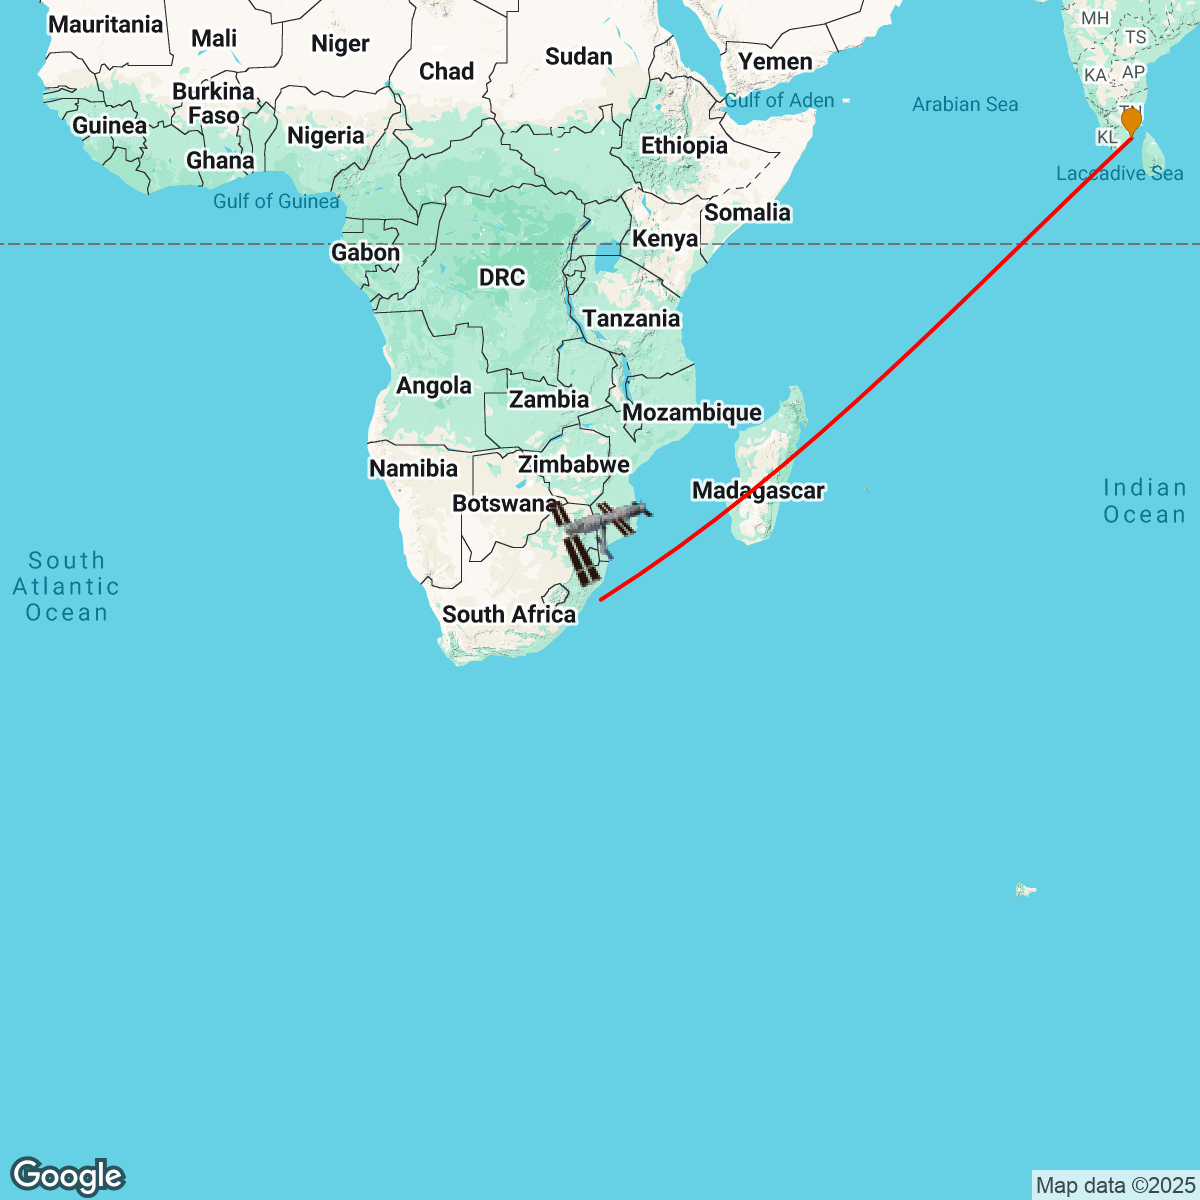 Mauritania
Mali
Niger
Sudan
Chad
Yemen
MH
TS
KA
AP
Burkina
Faso
Gulf of Aden
Arabian Sea
Guinea
Nigeria
Ethiopia
KL
Ghana
Laccadive Sea
Gulf of Guinea
Somalia
Kenya
Gabon
DRC
Tanzania
Angola
Zambia
Mozambique
Namibia
Zimbabwe
Botswana
Madagascar
Indian
Ocean
South
Atlantic
Ocean
South Africa
Google
Map data ©2025